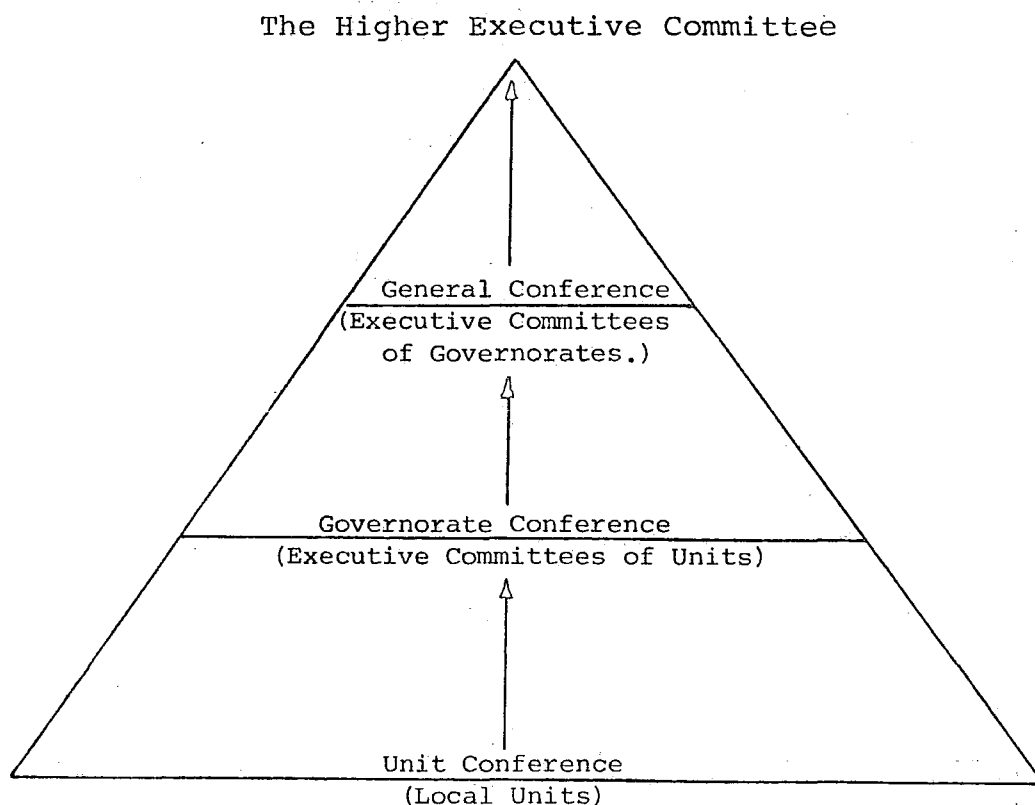 The Higher Executive Committee
General Conference
(Executive Committees
of Governorates.)
Governorate Conference
(Executive Committees of Units)
Unit Conference
(Local Units)